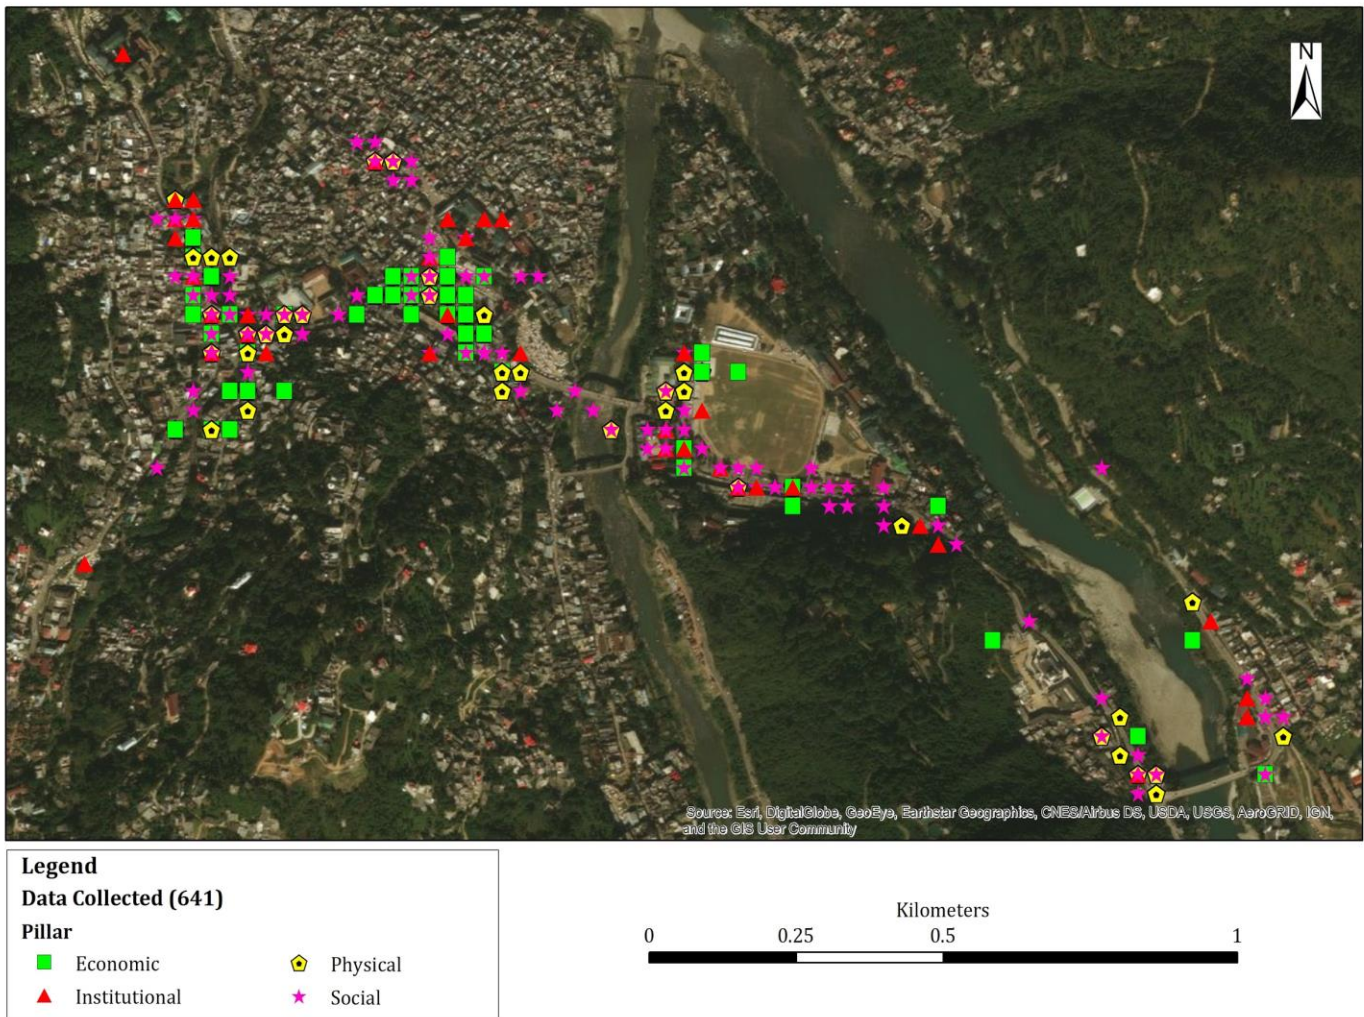 N
Source: Esri, DigitalGlobe, GeoEye, Earthstar Geographics, CNES/Airbus DS, USDA, USGS, AeroGRID, IGN,
and the GIS User Community
Legend
Data Collected (641)
Pillar
Economic
Physical
Institutional
Social
Kilometers
0 0.25 0.5 1